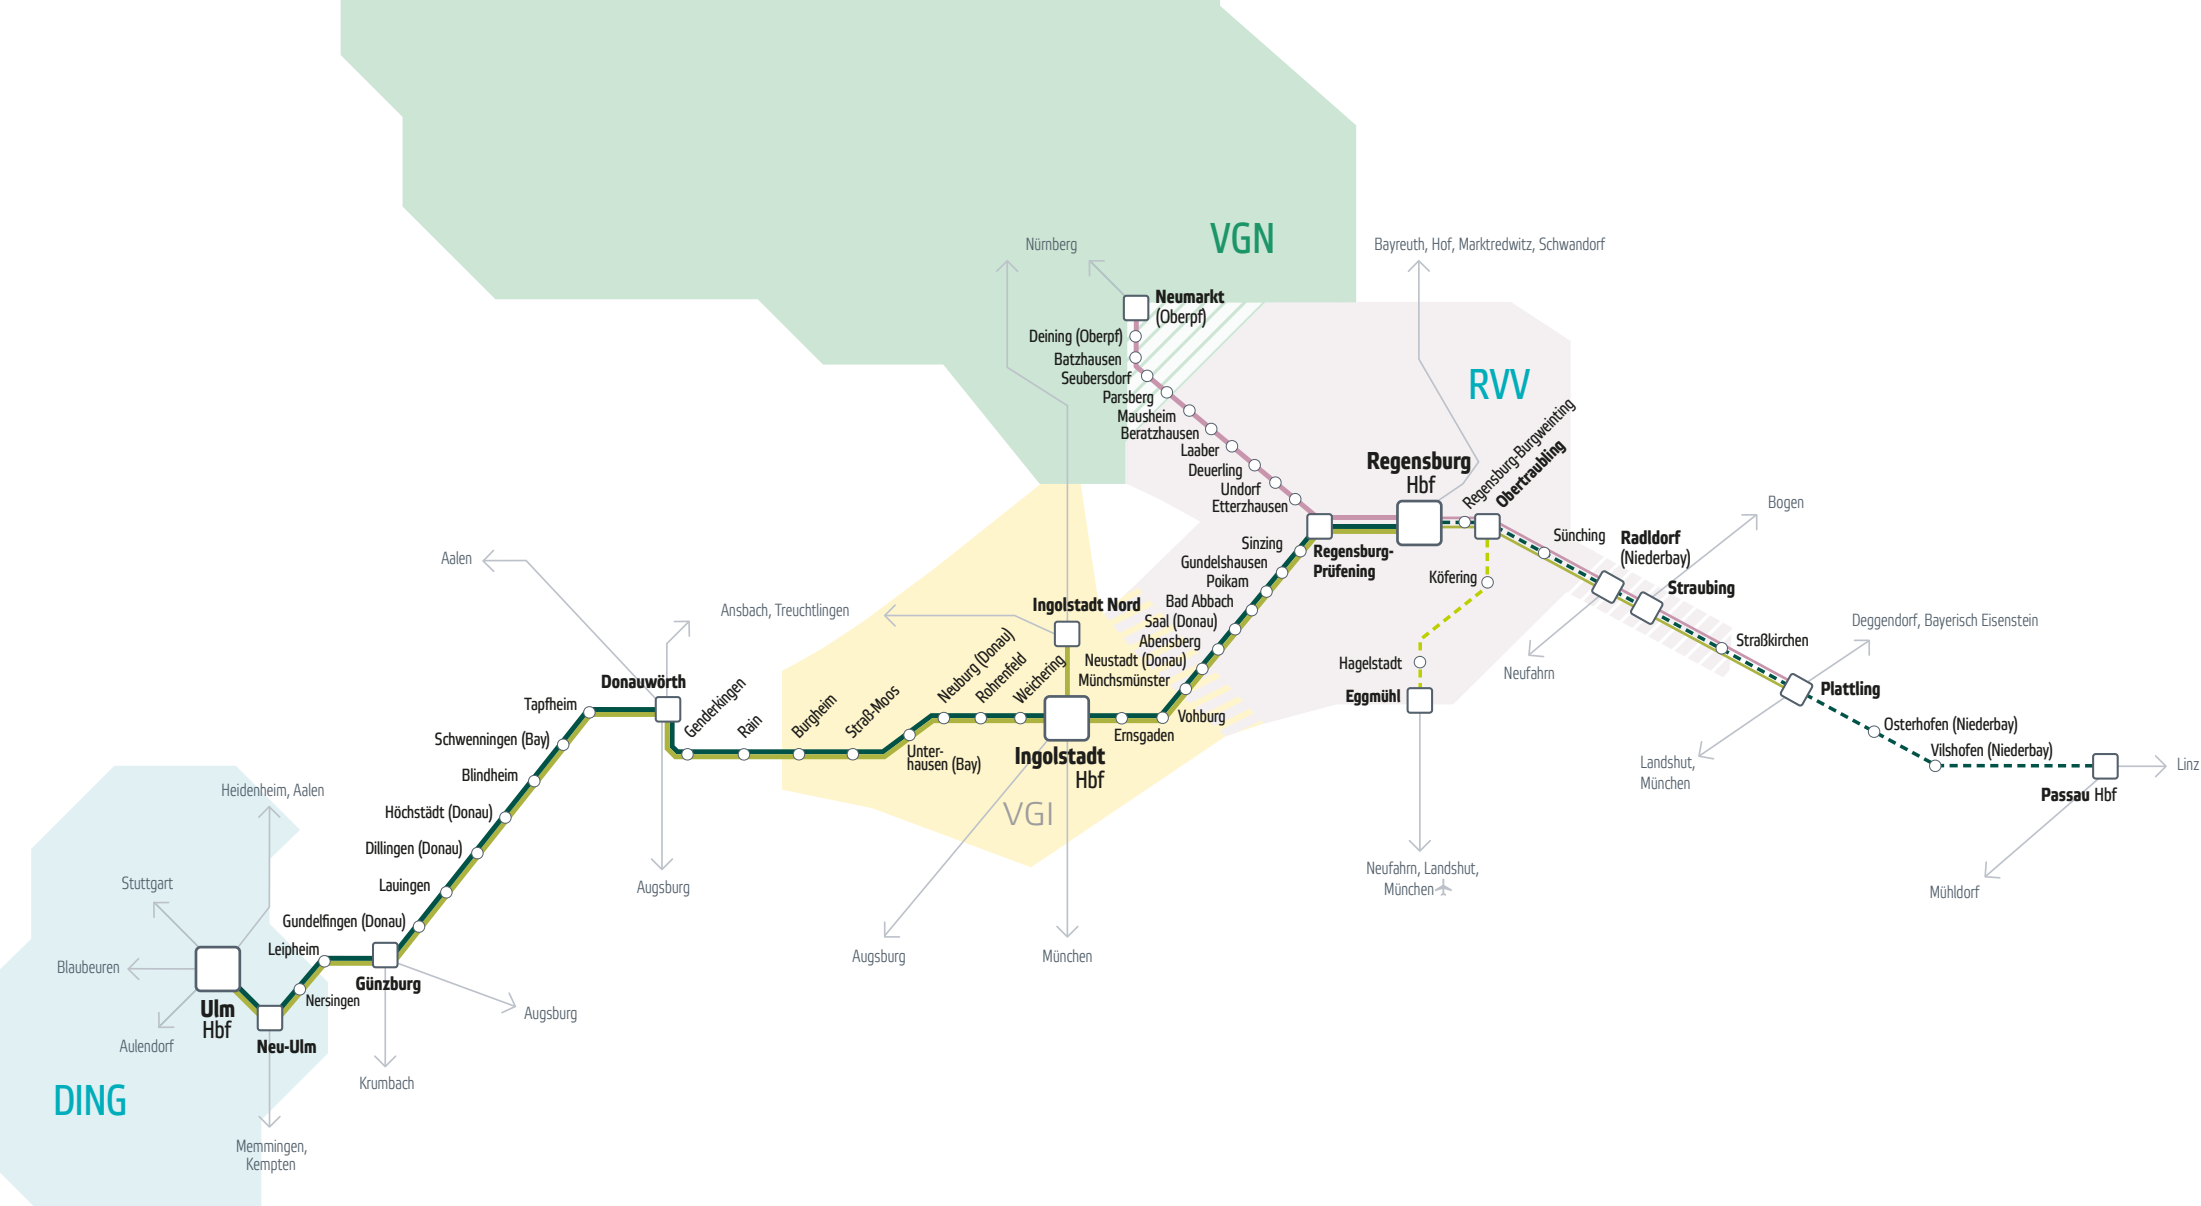 VGN
Nürnberg
Bayreuth, Hof, Marktredwitz, Schwandorf
Neumarkt
(Oberpf)
Deining (Oberpf)
Batzhausen
Seubersdorf
Parsberg
Mausheim
Beratzhausen
Laaber
Deuerling
Undorf
Etterzhausen
RVV
Regensburg
Hbf
Regensburg-Burgweinting
Obertraubling
Regensburg-
Prüfening
Sinzing
Gundelshausen
Poikam
Bad Abbach
Saal (Donau)
Abensberg
Neustadt (Donau)
Münchsmünster
Vohburg
Ernsgaden
Köfering
Hagelstadt
Eggmühl
Neufahrn, Landshut,
München
Sünching
Radldorf
(Niederbay)
Straubing
Bogen
Neufahrn
Straßkirchen
Deggendorf, Bayerisch Eisenstein
Plattling
Landshut,
München
Osterhofen (Niederbay)
Vilshofen (Niederbay)
Passau Hbf
Linz
Mühldorf
Aalen
Ansbach, Treuchtlingen
Ingolstadt Nord
Ingolstadt
Hbf
VGI
Augsburg
München
Donauwörth
Genderkingen
Rain
Burgheim
Straß-Moos
Unter-
hausen (Bay)
Neuburg (Donau)
Rohrenfeld
Weichering
Augsburg
Tapfheim
Schwenningen (Bay)
Blindheim
Höchstädt (Donau)
Dillingen (Donau)
Lauingen
Gundelfingen (Donau)
Leipheim
Günzburg
Nersingen
Augsburg
Krumbach
Heidenheim, Aalen
Stuttgart
Blaubeuren
Aulendorf
Ulm
Hbf
Neu-Ulm
DING
Memmingen,
Kempten